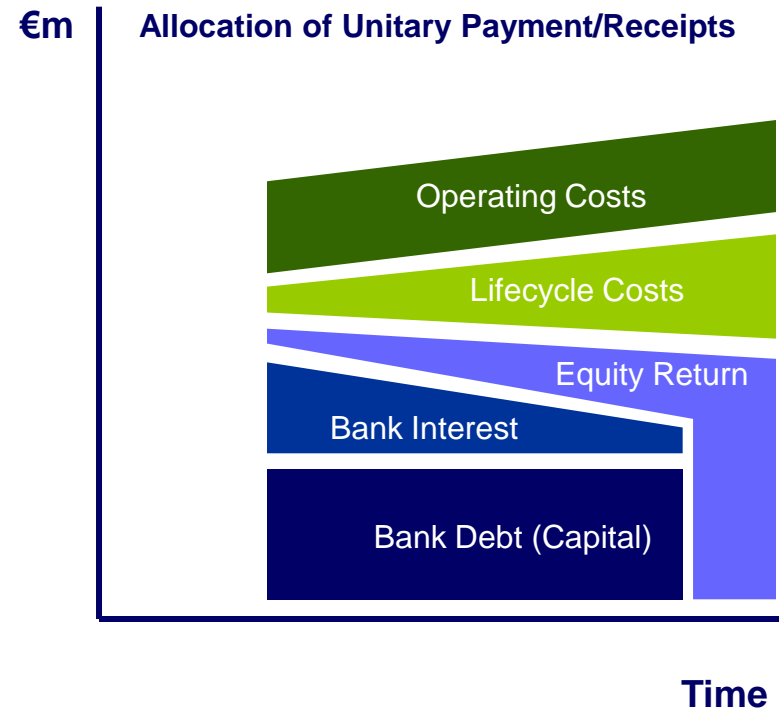 €m
Allocation of Unitary Payment/Receipts
Operating Costs
Lifecycle Costs
Equity Return
Bank Interest
Bank Debt (Capital)
Time